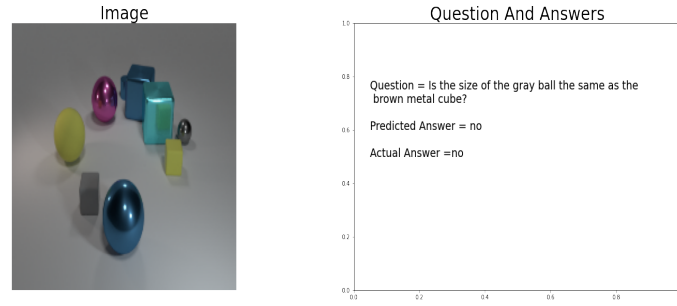 Image
Question And Answers
1.0
0.8
Question = Is the size of the gray ball the same as the
brown metal cube?
0.6
Predicted Answer = no
Actual Answer =no
0.4
0.2
0.0
0.0 0.2 0.4 0.6 0.8